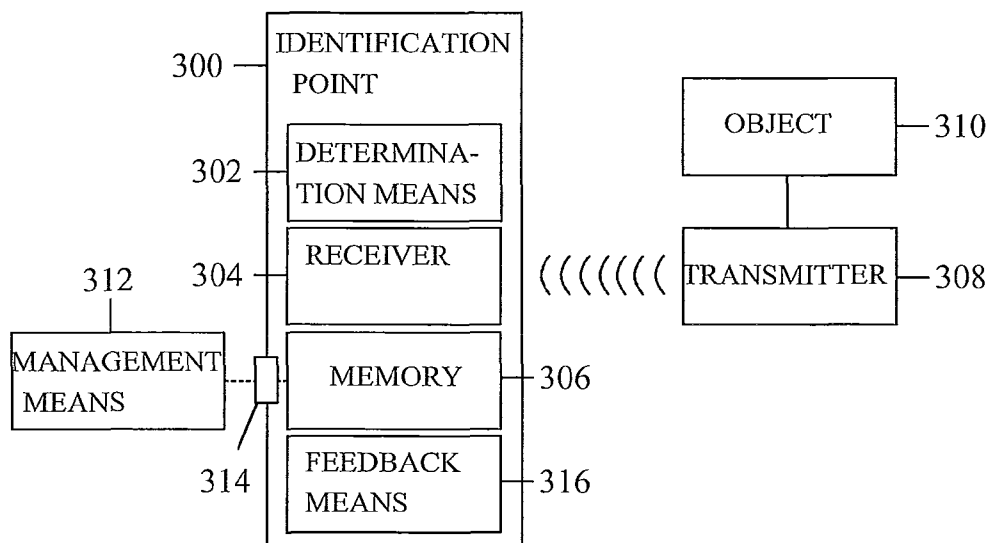 IDENTIFICATION
POINT
300
DETERMINA-
TION MEANS
302
RECEIVER
304
312
MANAGEMENT
MEANS
314
MEMORY
306
FEEDBACK
MEANS
316
OBJECT
310
TRANSMITTER
308